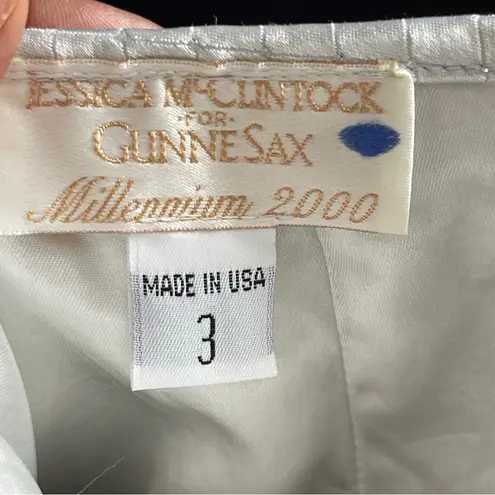 JESSICA McCLINTOCK
-FOR-
GUNNE SAX
Millennium 2000
MADE IN USA
3